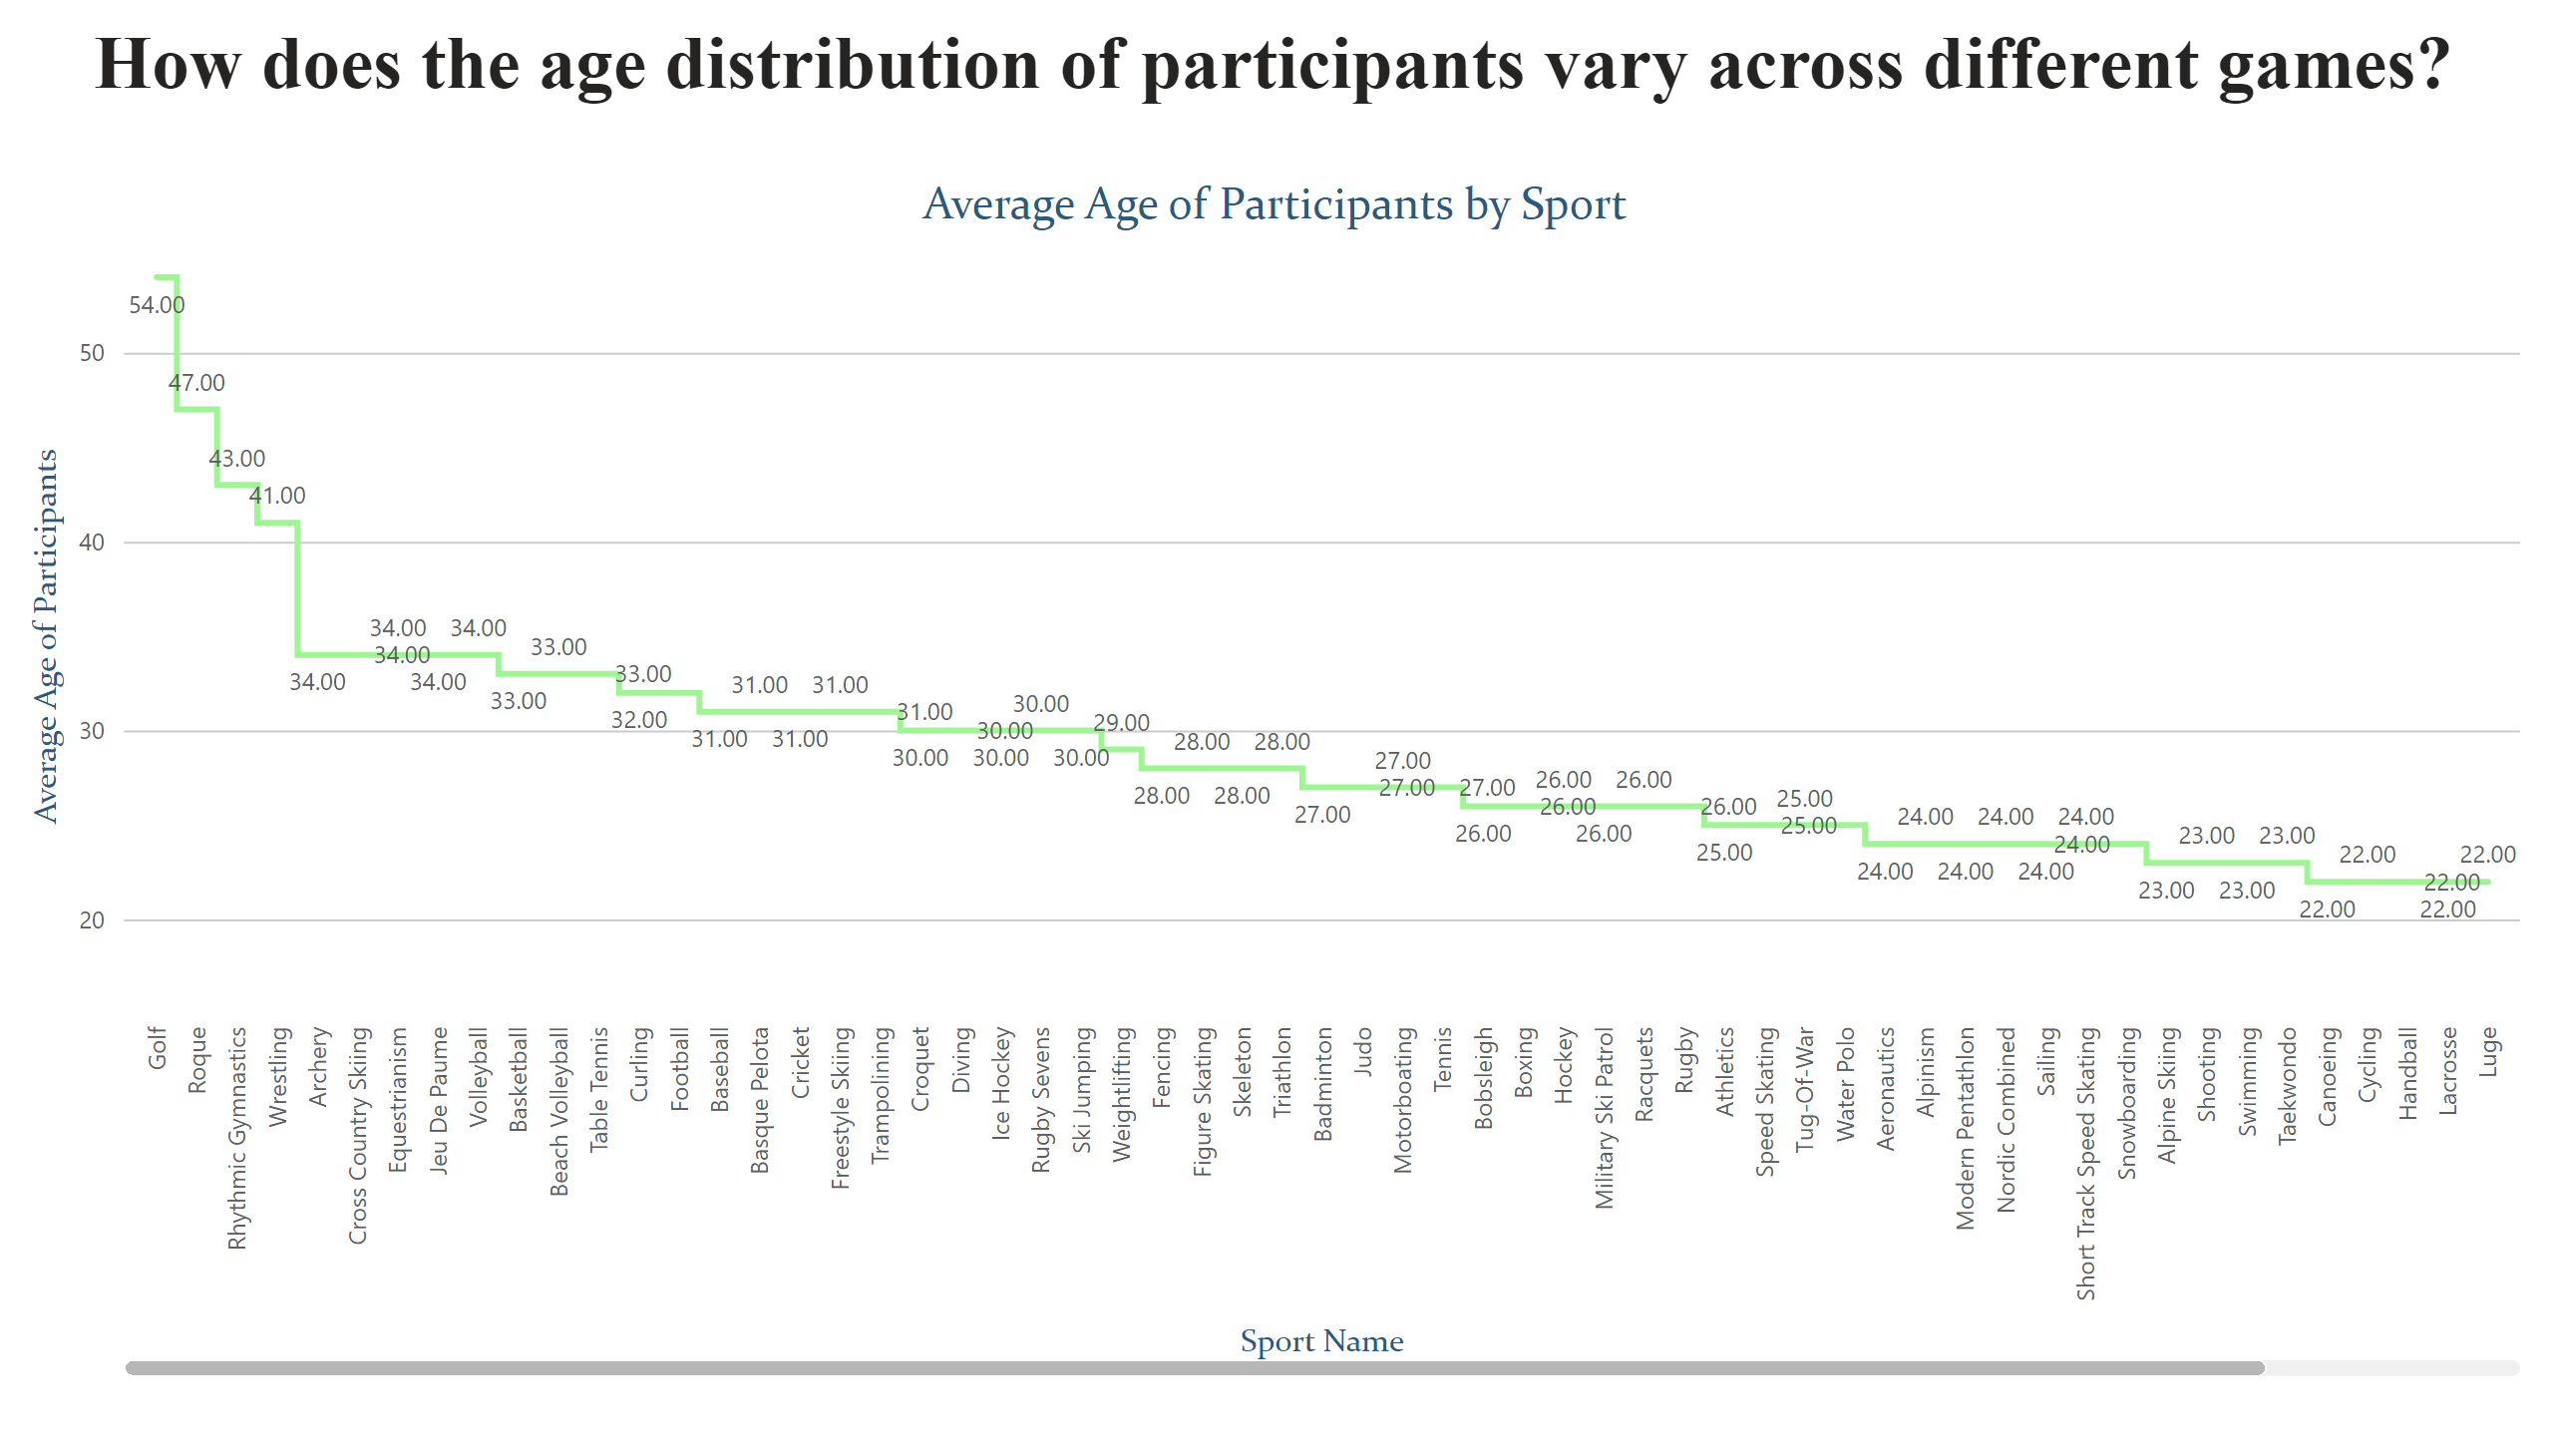 How does the age distribution of participants vary across different games?
Average Age of Participants by Sport
Average Age of Participants
50
40
30
20
54.00
47.00
43.00
41.00
34.00
34.00
34.00
34.00
34.00
33.00
33.00
33.00
32.00
31.00
31.00
31.00
31.00
31.00
30.00
30.00
30.00
30.00
30.00
29.00
28.00
28.00
28.00
28.00
27.00
27.00
27.00
27.00
26.00
26.00
26.00
26.00
26.00
26.00
25.00
25.00
25.00
24.00
24.00
24.00
24.00
24.00
24.00
24.00
23.00
23.00
23.00
23.00
22.00
22.00
22.00
22.00
22.00
Golf
Roque
Rhythmic Gymnastics
Wrestling
Archery
Cross Country Skiing
Equestrianism
Jeu De Paume
Volleyball
Basketball
Beach Volleyball
Table Tennis
Curling
Football
Baseball
Basque Pelota
Cricket
Freestyle Skiing
Trampolining
Croquet
Diving
Ice Hockey
Rugby Sevens
Ski Jumping
Weightlifting
Fencing
Figure Skating
Skeleton
Triathlon
Badminton
Judo
Motorboating
Tennis
Bobsleigh
Boxing
Hockey
Military Ski Patrol
Racquets
Rugby
Athletics
Speed Skating
Tug-Of-War
Water Polo
Aeronautics
Alpinism
Modern Pentathlon
Nordic Combined
Sailing
Short Track Speed Skating
Snowboarding
Alpine Skiing
Shooting
Swimming
Taekwondo
Canoeing
Cycling
Handball
Lacrosse
Luge
Sport Name